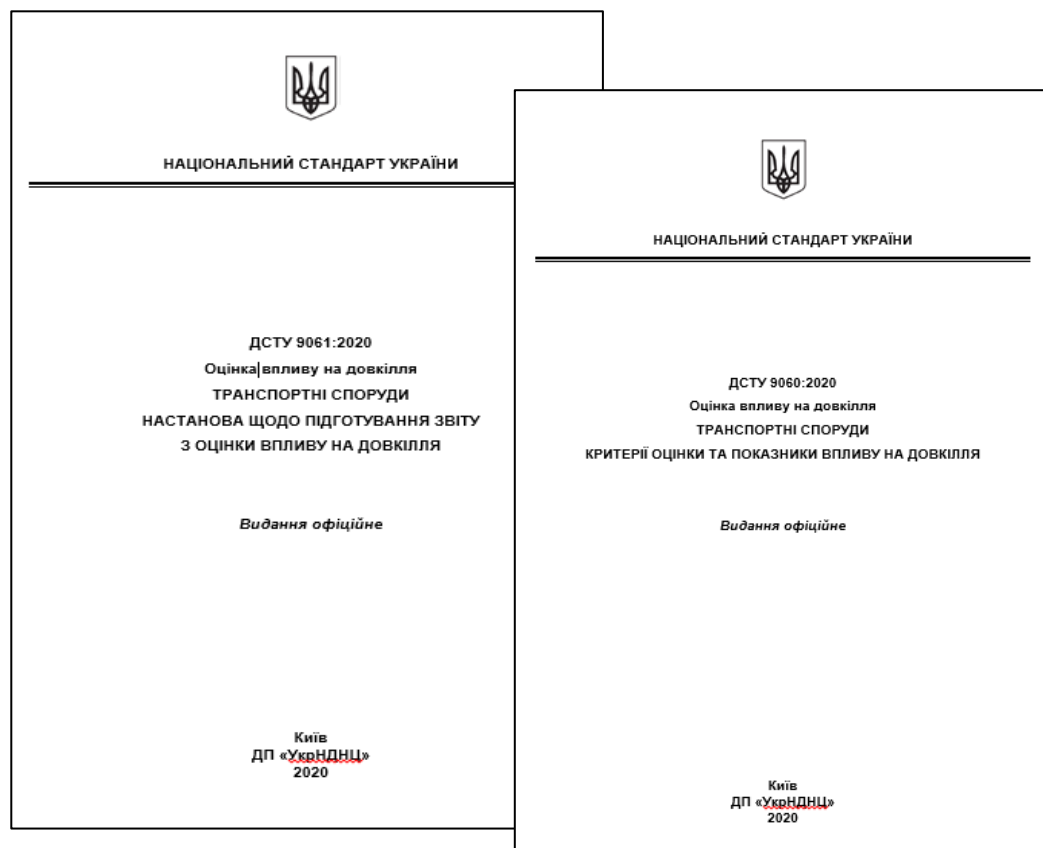 НАЦІОНАЛЬНИЙ СТАНДАРТ УКРАЇНИ
ДСТУ 9061:2020
Оцінка впливу на довкілля
ТРАНСПОРТНІ СПОРУДИ
НАСТАНОВА ЩОДО ПІДГОТУВАННЯ ЗВІТУ
З ОЦІНКИ ВПЛИВУ НА ДОВКІЛЛЯ
Видання офіційне
Київ
ДП «УкрНДНЦ»
2020
НАЦІОНАЛЬНИЙ СТАНДАРТ УКРАЇНИ
ДСТУ 9060:2020
Оцінка впливу на довкілля
ТРАНСПОРТНІ СПОРУДИ
КРИТЕРІЇ ОЦІНКИ ТА ПОКАЗНИКИ ВПЛИВУ НА ДОВКІЛЛЯ
Видання офіційне
Київ
ДП «УкрНДНЦ»
2020